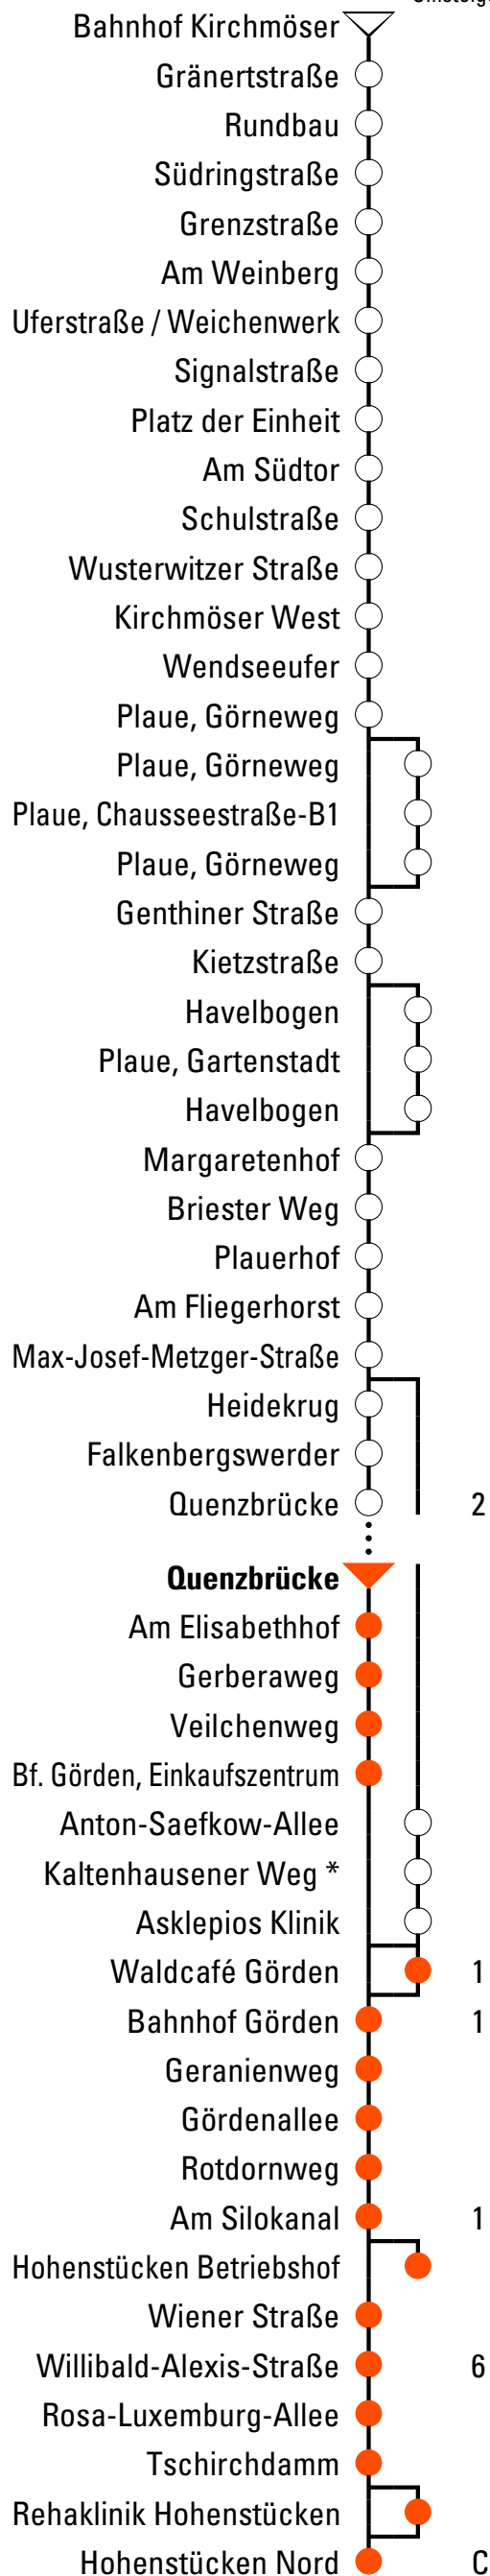 Bahnhof Kirchmöser
Gränertstraße
Rundbau
Südringstraße
Grenzstraße
Am Weinberg
Uferstraße / Weichenwerk
Signalstraße
Platz der Einheit
Am Südtor
Schulstraße
Wusterwitzer Straße
Kirchmöser West
Wendseeufer
Plaue, Görneweg
Plaue, Görneweg
Plaue, Chausseestraße-B1
Plaue, Görneweg
Genthiner Straße
Kietzstraße
Havelbogen
Plaue, Gartenstadt
Havelbogen
Margaretenhof
Briester Weg
Plauerhof
Am Fliegerhorst
Max-Josef-Metzger-Straße
Heidekrug
Falkenbergswerder
Quenzbrücke 2
Quenzbrücke
Am Elisabethhof
Gerberaweg
Veilchenweg
Bf. Görden, Einkaufszentrum
Anton-Saefkow-Allee
Kaltenhausener Weg *
Asklepios Klinik
Waldcafé Görden 1
Bahnhof Görden 1
Geranienweg
Gördenallee
Rotdornweg
Am Silokanal 1
Hohenstücken Betriebshof
Wiener Straße
Willibald-Alexis-Straße 6
Rosa-Luxemburg-Allee
Tschirchdamm
Rehaklinik Hohenstücken
Hohenstücken Nord C